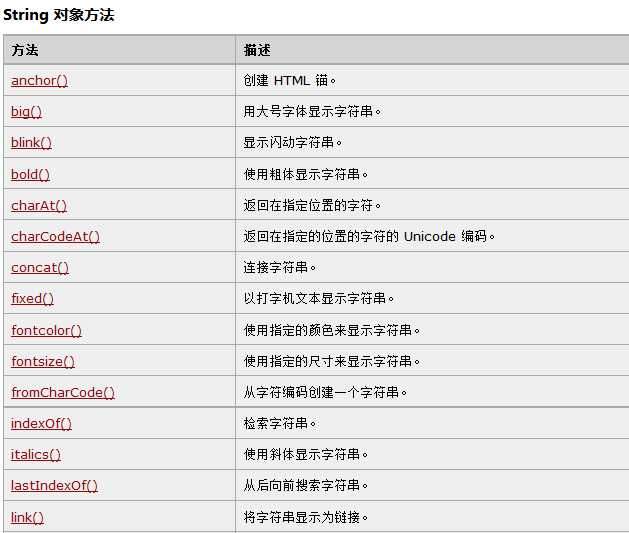 String 对象方法
方法 描述
anchor() 创建 HTML 锚。
big() 用大号字体显示字符串。
blink() 显示闪动字符串。
bold() 使用粗体显示字符串。
charAt() 返回在指定位置的字符。
charCodeAt() 返回在指定的位置的字符的 Unicode 编码。
concat() 连接字符串。
fixed() 以打字机文本显示字符串。
fontcolor() 使用指定的颜色来显示字符串。
fontsize() 使用指定的尺寸来显示字符串。
fromCharCode() 从字符编码创建一个字符串。
indexOf() 检索字符串。
italics() 使用斜体显示字符串。
lastIndexOf() 从后向前搜索字符串。
link() 将字符串显示为链接。